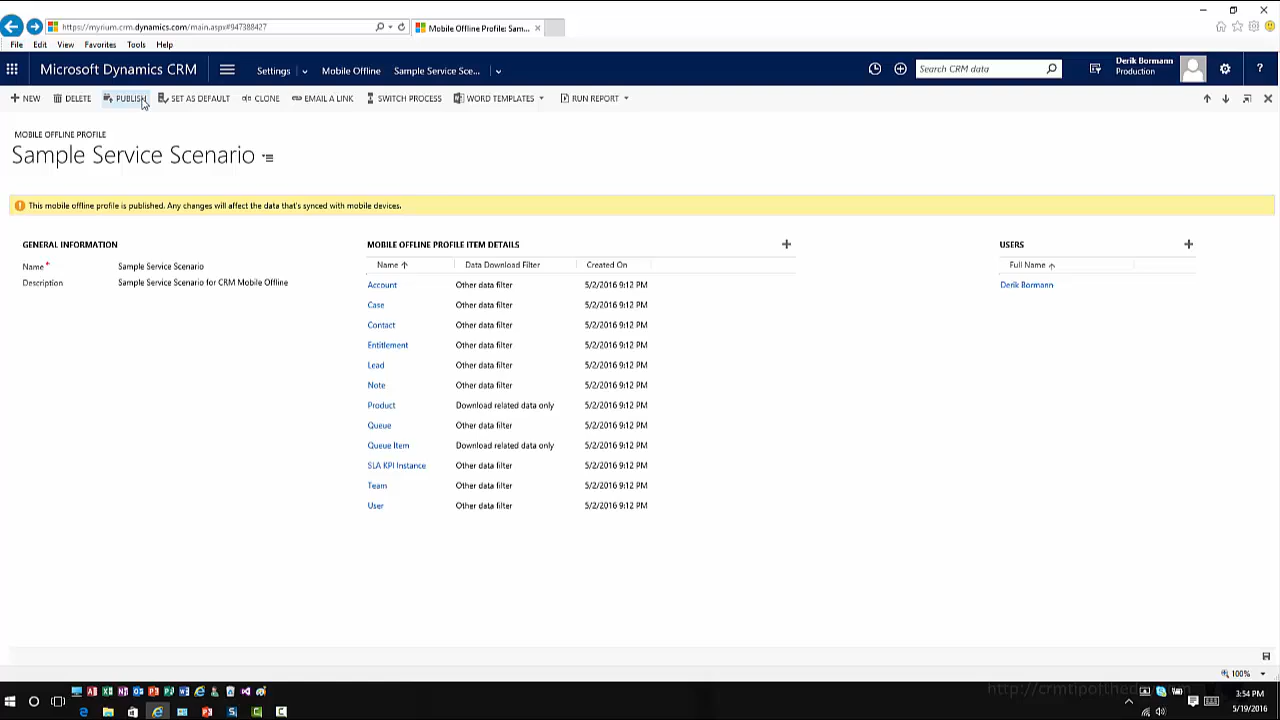 https://myrium.crm.dynamics.com/main.aspx#947388427
Mobile Offline Profile: Sam...
File Edit View Favorites Tools Help
Microsoft Dynamics CRM Settings Mobile Offline Sample Service Sce... Search CRM data Derik Bormann
Production
?
NEW DELETE PUBLISH SET AS DEFAULT CLONE EMAIL A LINK SWITCH PROCESS WORD TEMPLATES RUN REPORT
MOBILE OFFLINE PROFILE
Sample Service Scenario
This mobile offline profile is published. Any changes will affect the data that's synced with mobile devices.
GENERAL INFORMATION
Name* Sample Service Scenario
Description Sample Service Scenario for CRM Mobile Offline
MOBILE OFFLINE PROFILE ITEM DETAILS
Name Data Download Filter Created On
Account Other data filter 5/2/2016 9:12 PM
Case Other data filter 5/2/2016 9:12 PM
Contact Other data filter 5/2/2016 9:12 PM
Entitlement Other data filter 5/2/2016 9:12 PM
Lead Other data filter 5/2/2016 9:12 PM
Note Other data filter 5/2/2016 9:12 PM
Product Download related data only 5/2/2016 9:12 PM
Queue Other data filter 5/2/2016 9:12 PM
Queue Item Download related data only 5/2/2016 9:12 PM
SLA KPI Instance Other data filter 5/2/2016 9:12 PM
Team Other data filter 5/2/2016 9:12 PM
User Other data filter 5/2/2016 9:12 PM
USERS
Full Name
Derik Bormann
100%
3:54 PM
5/19/2016